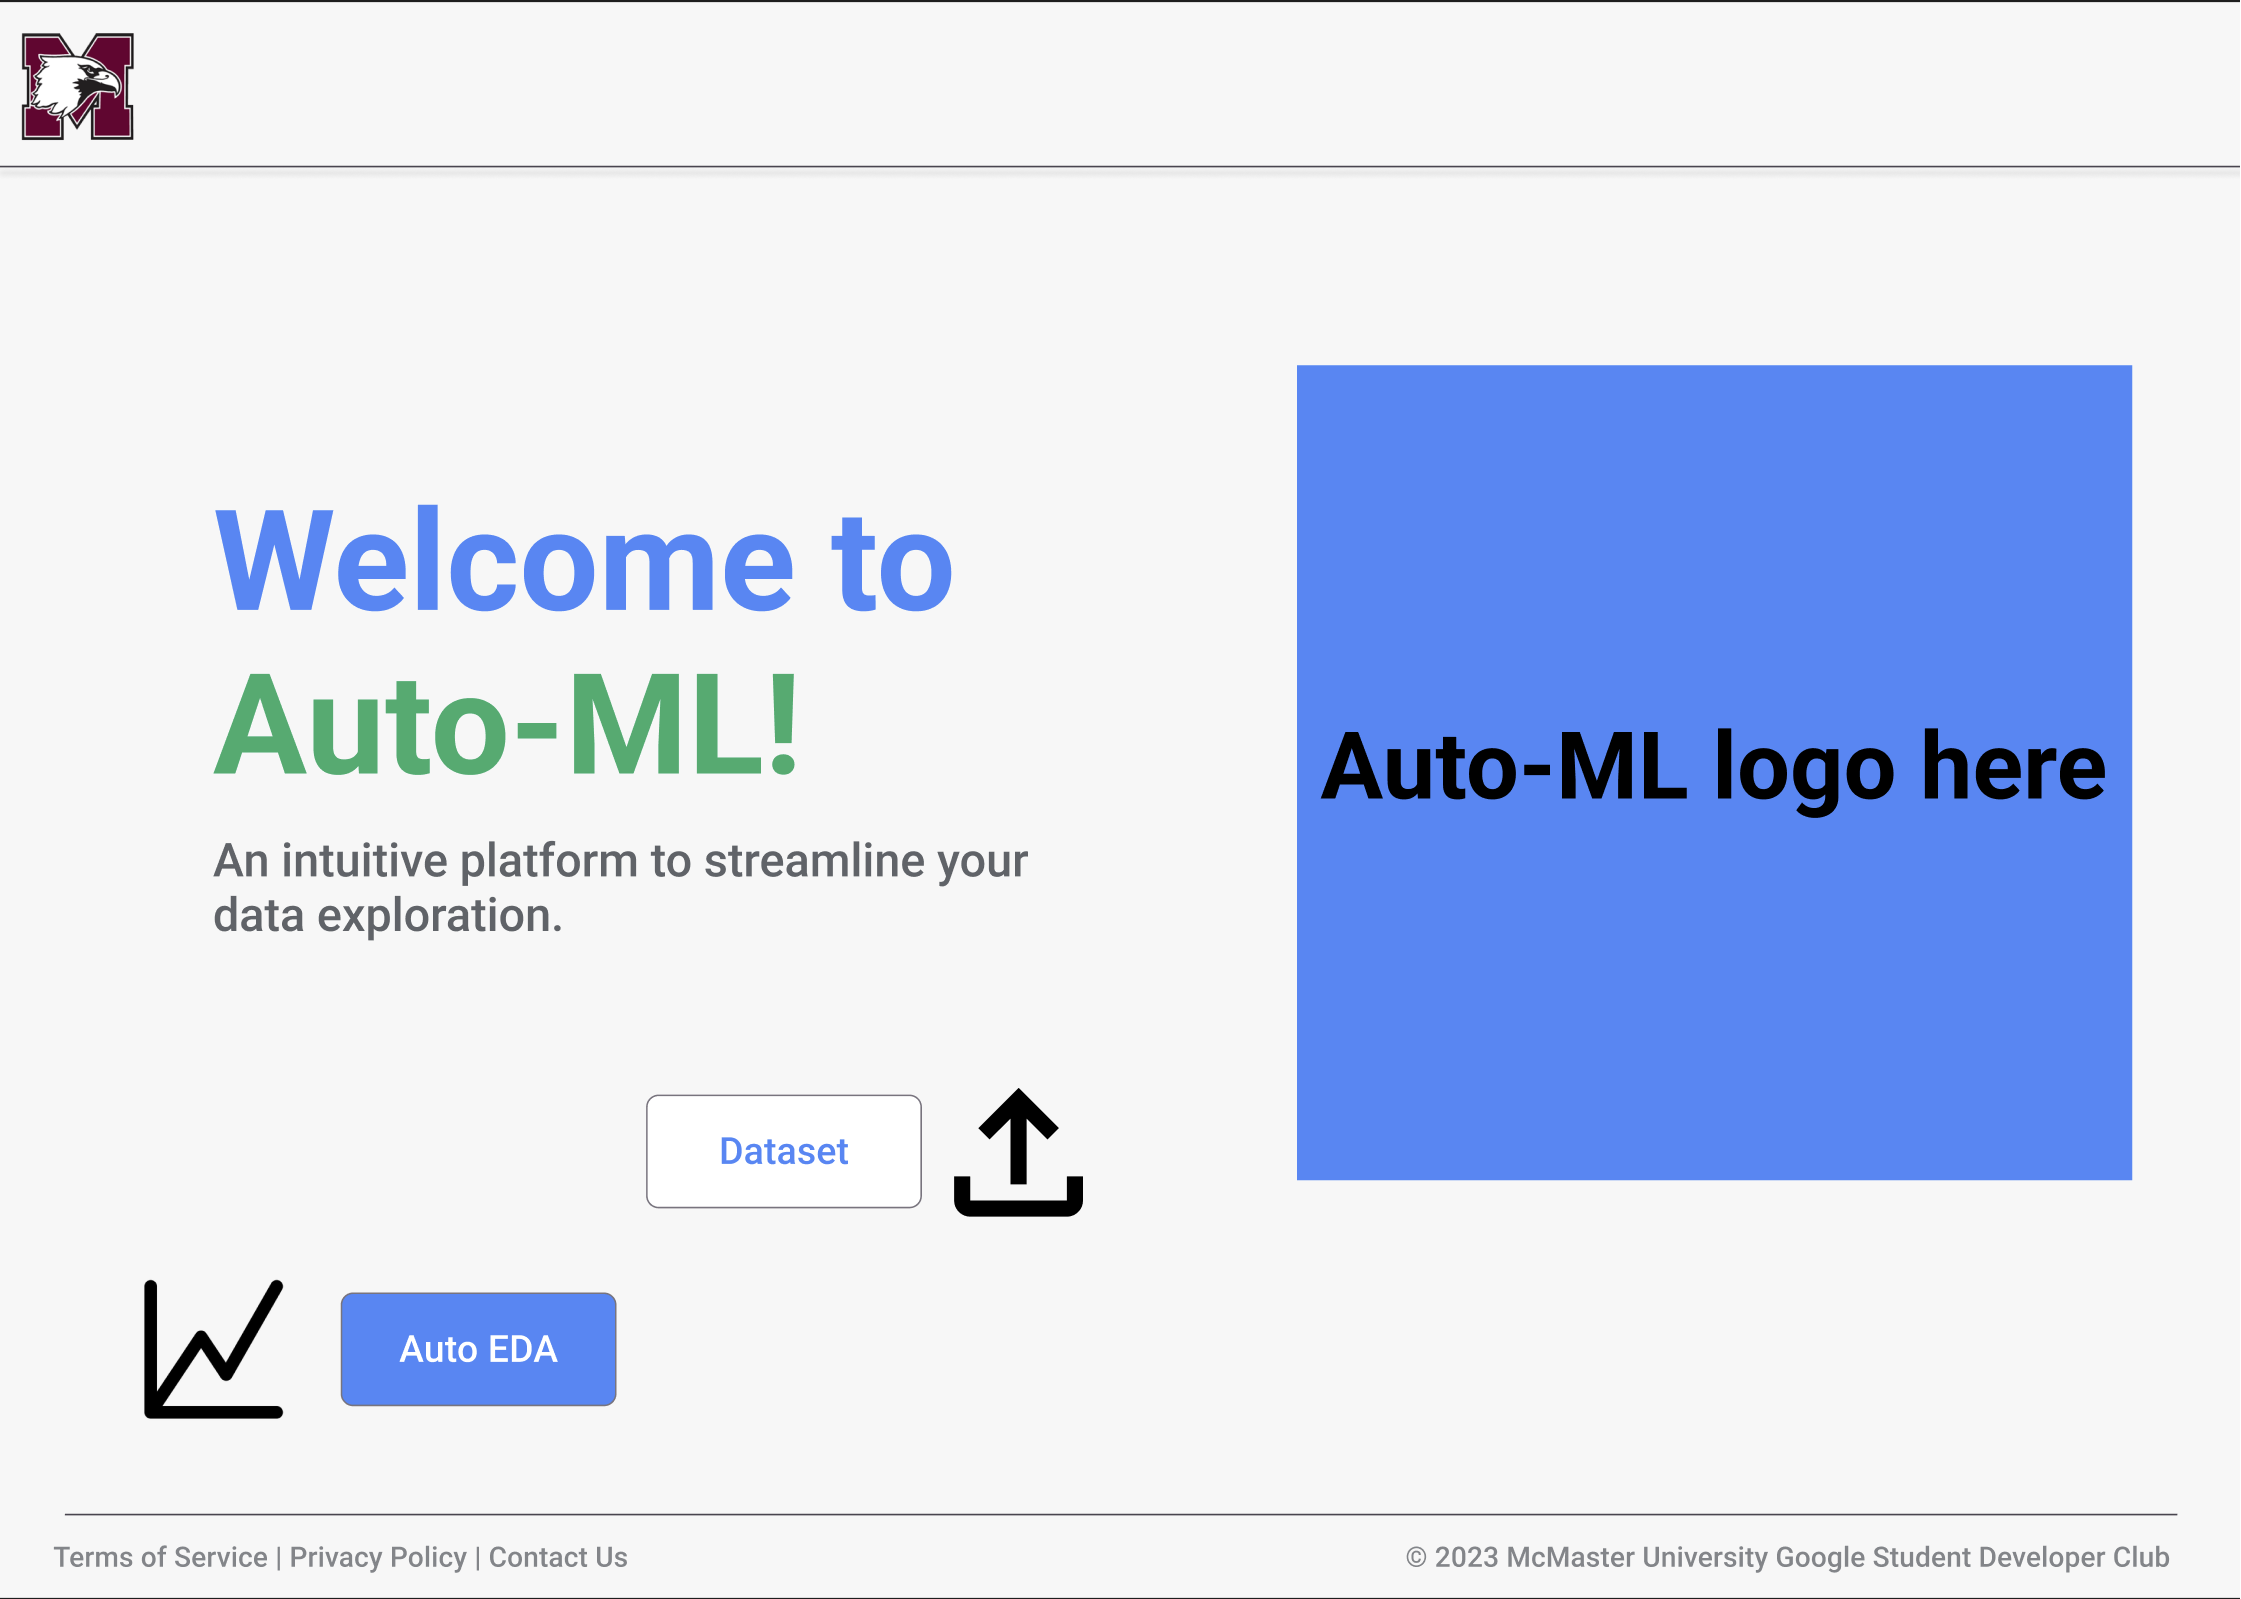 M
Welcome to
Auto-ML!
An intuitive platform to streamline your
data exploration.
Auto-ML logo here
Dataset
Auto EDA
Terms of Service | Privacy Policy | Contact Us
© 2023 McMaster University Google Student Developer Club